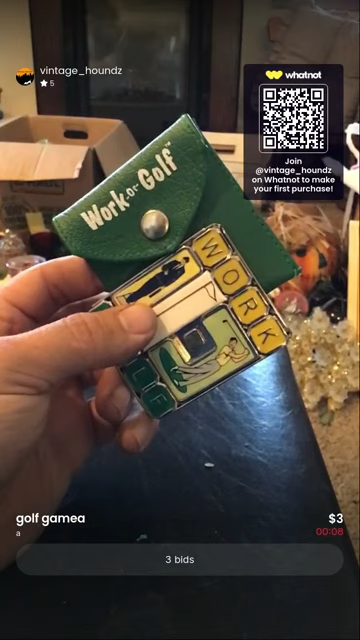 vintage_houndz
★ 5
whatnot
Join
@vintage_houndz
on Whatnot to make
your first purchase!
Work-or-Golf™
WORK
golf gamea
$3
a
00:08
3 bids